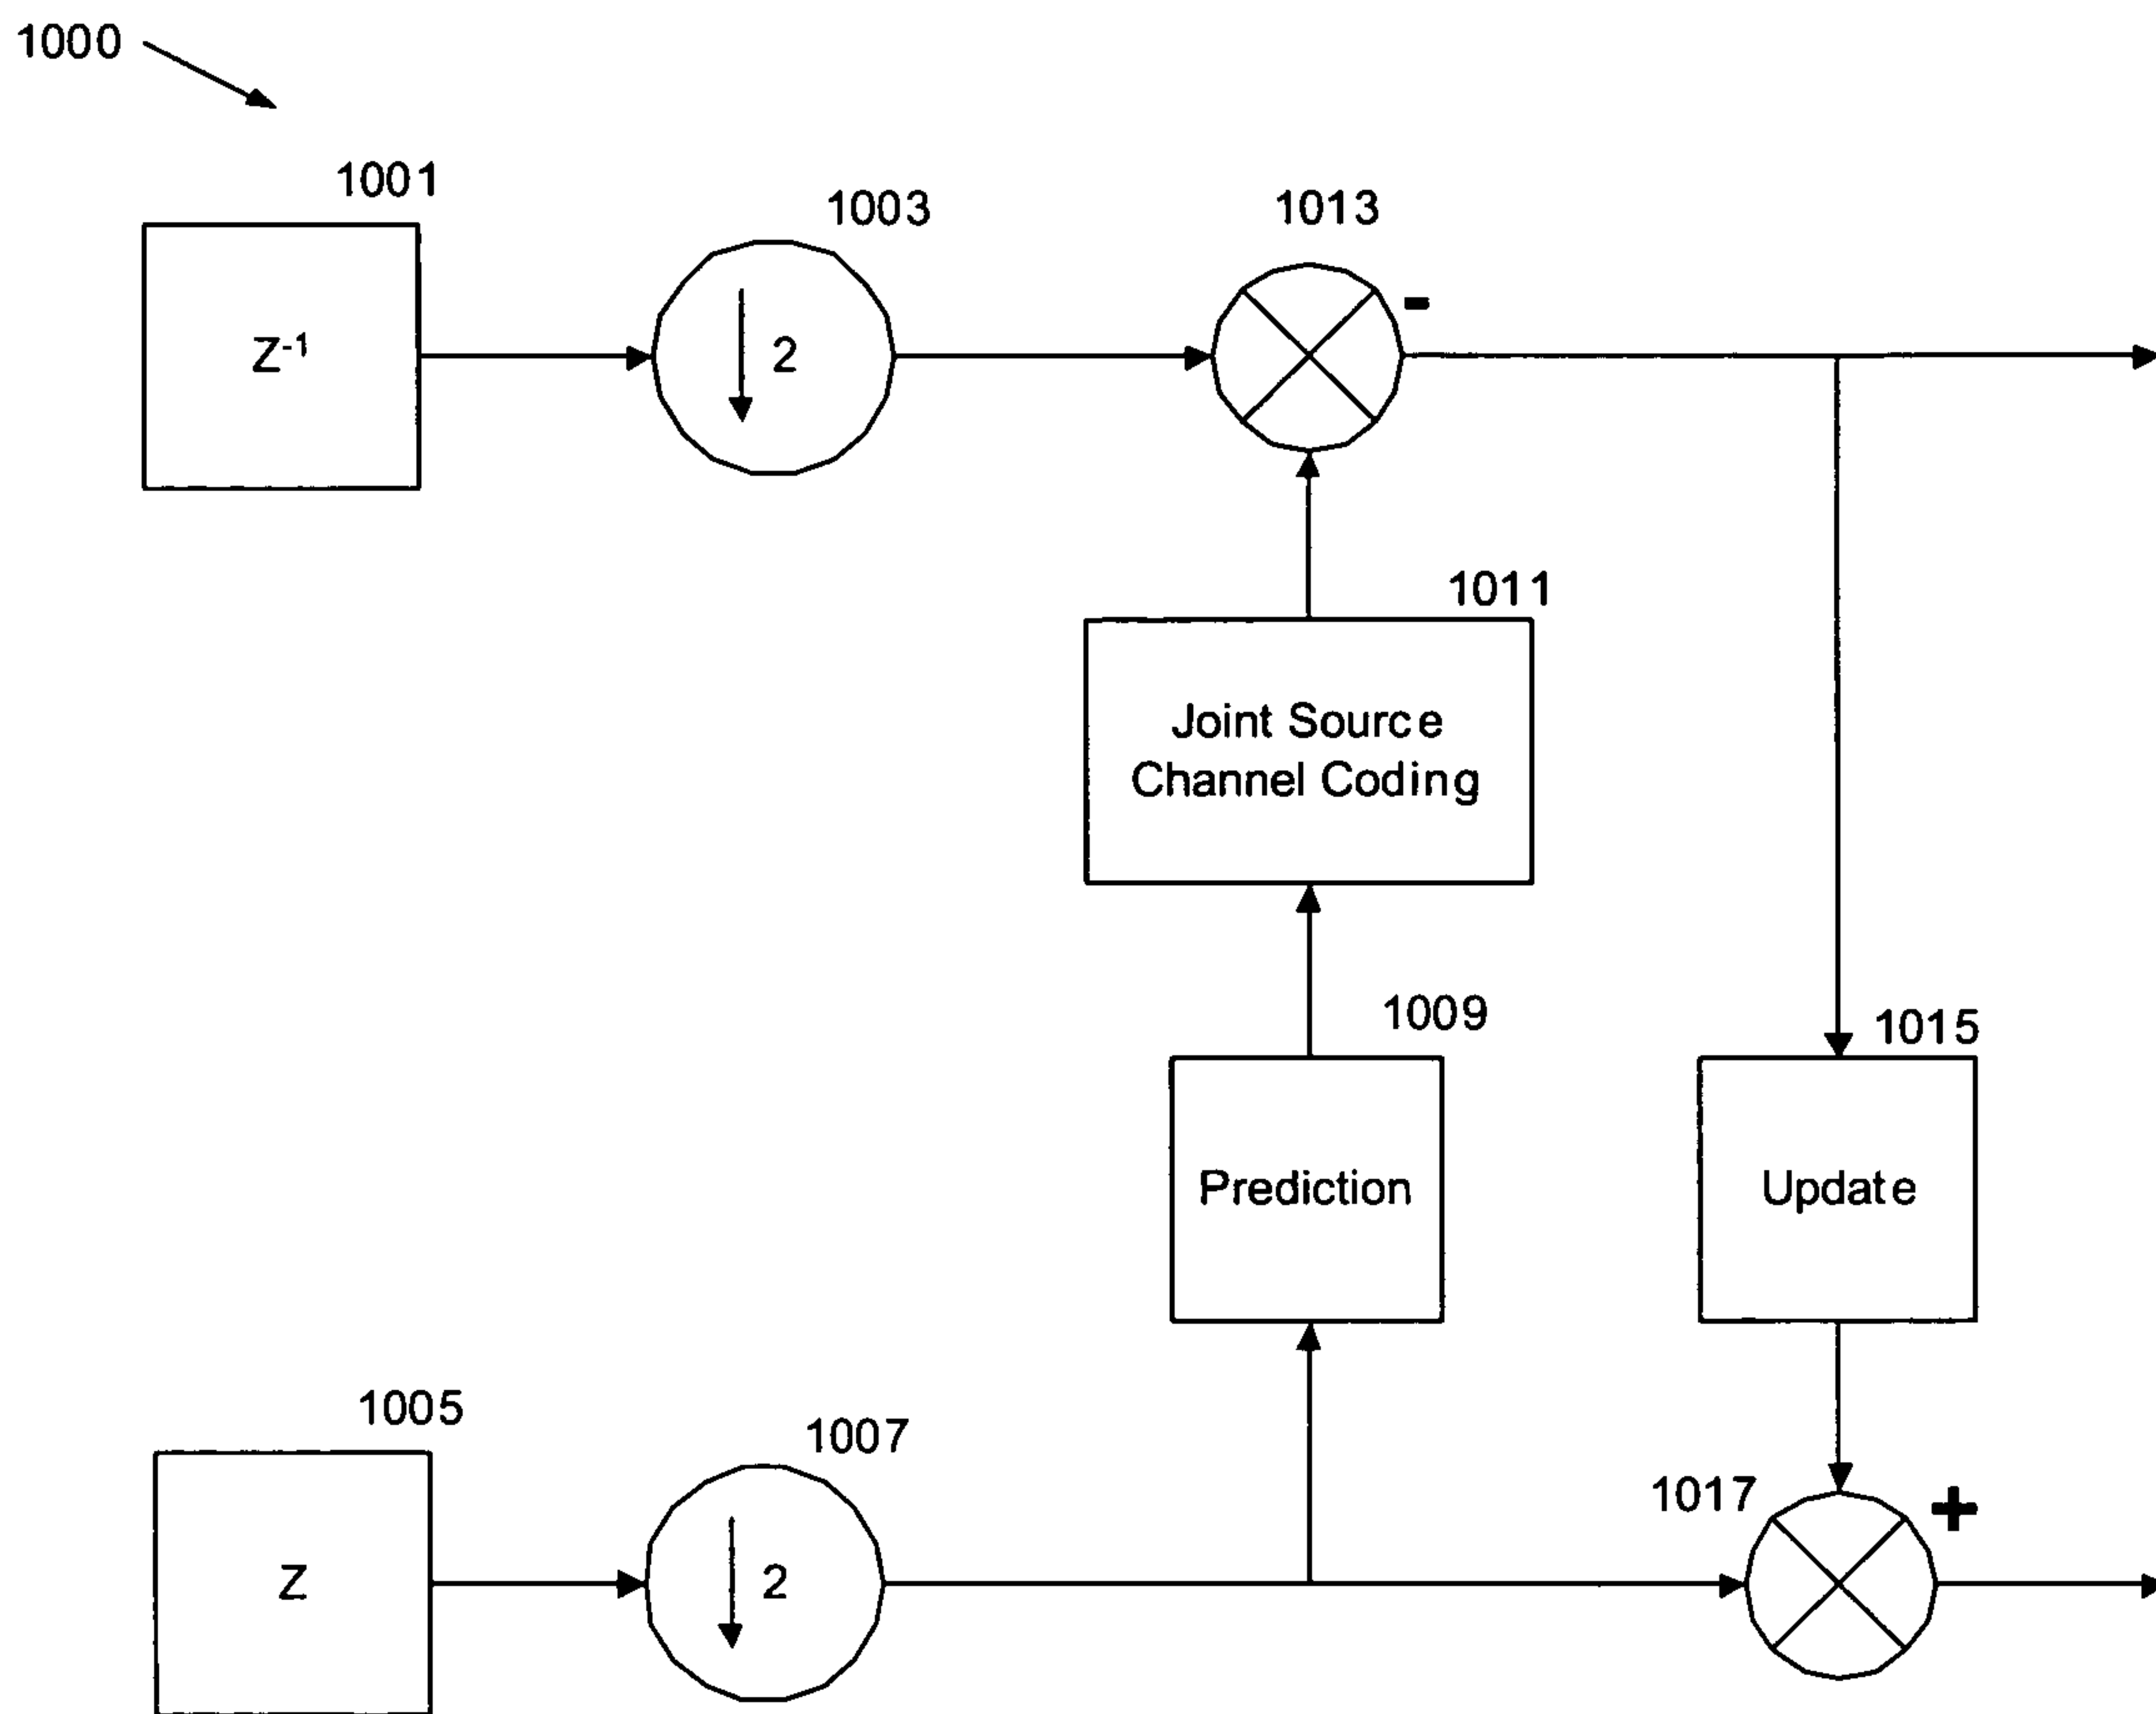 1000
1001
1003
1013
-
Z-1
2
1011
Joint Source
Channel Coding
1009
1015
Prediction
Update
1005
1007
1017
+
Z
2